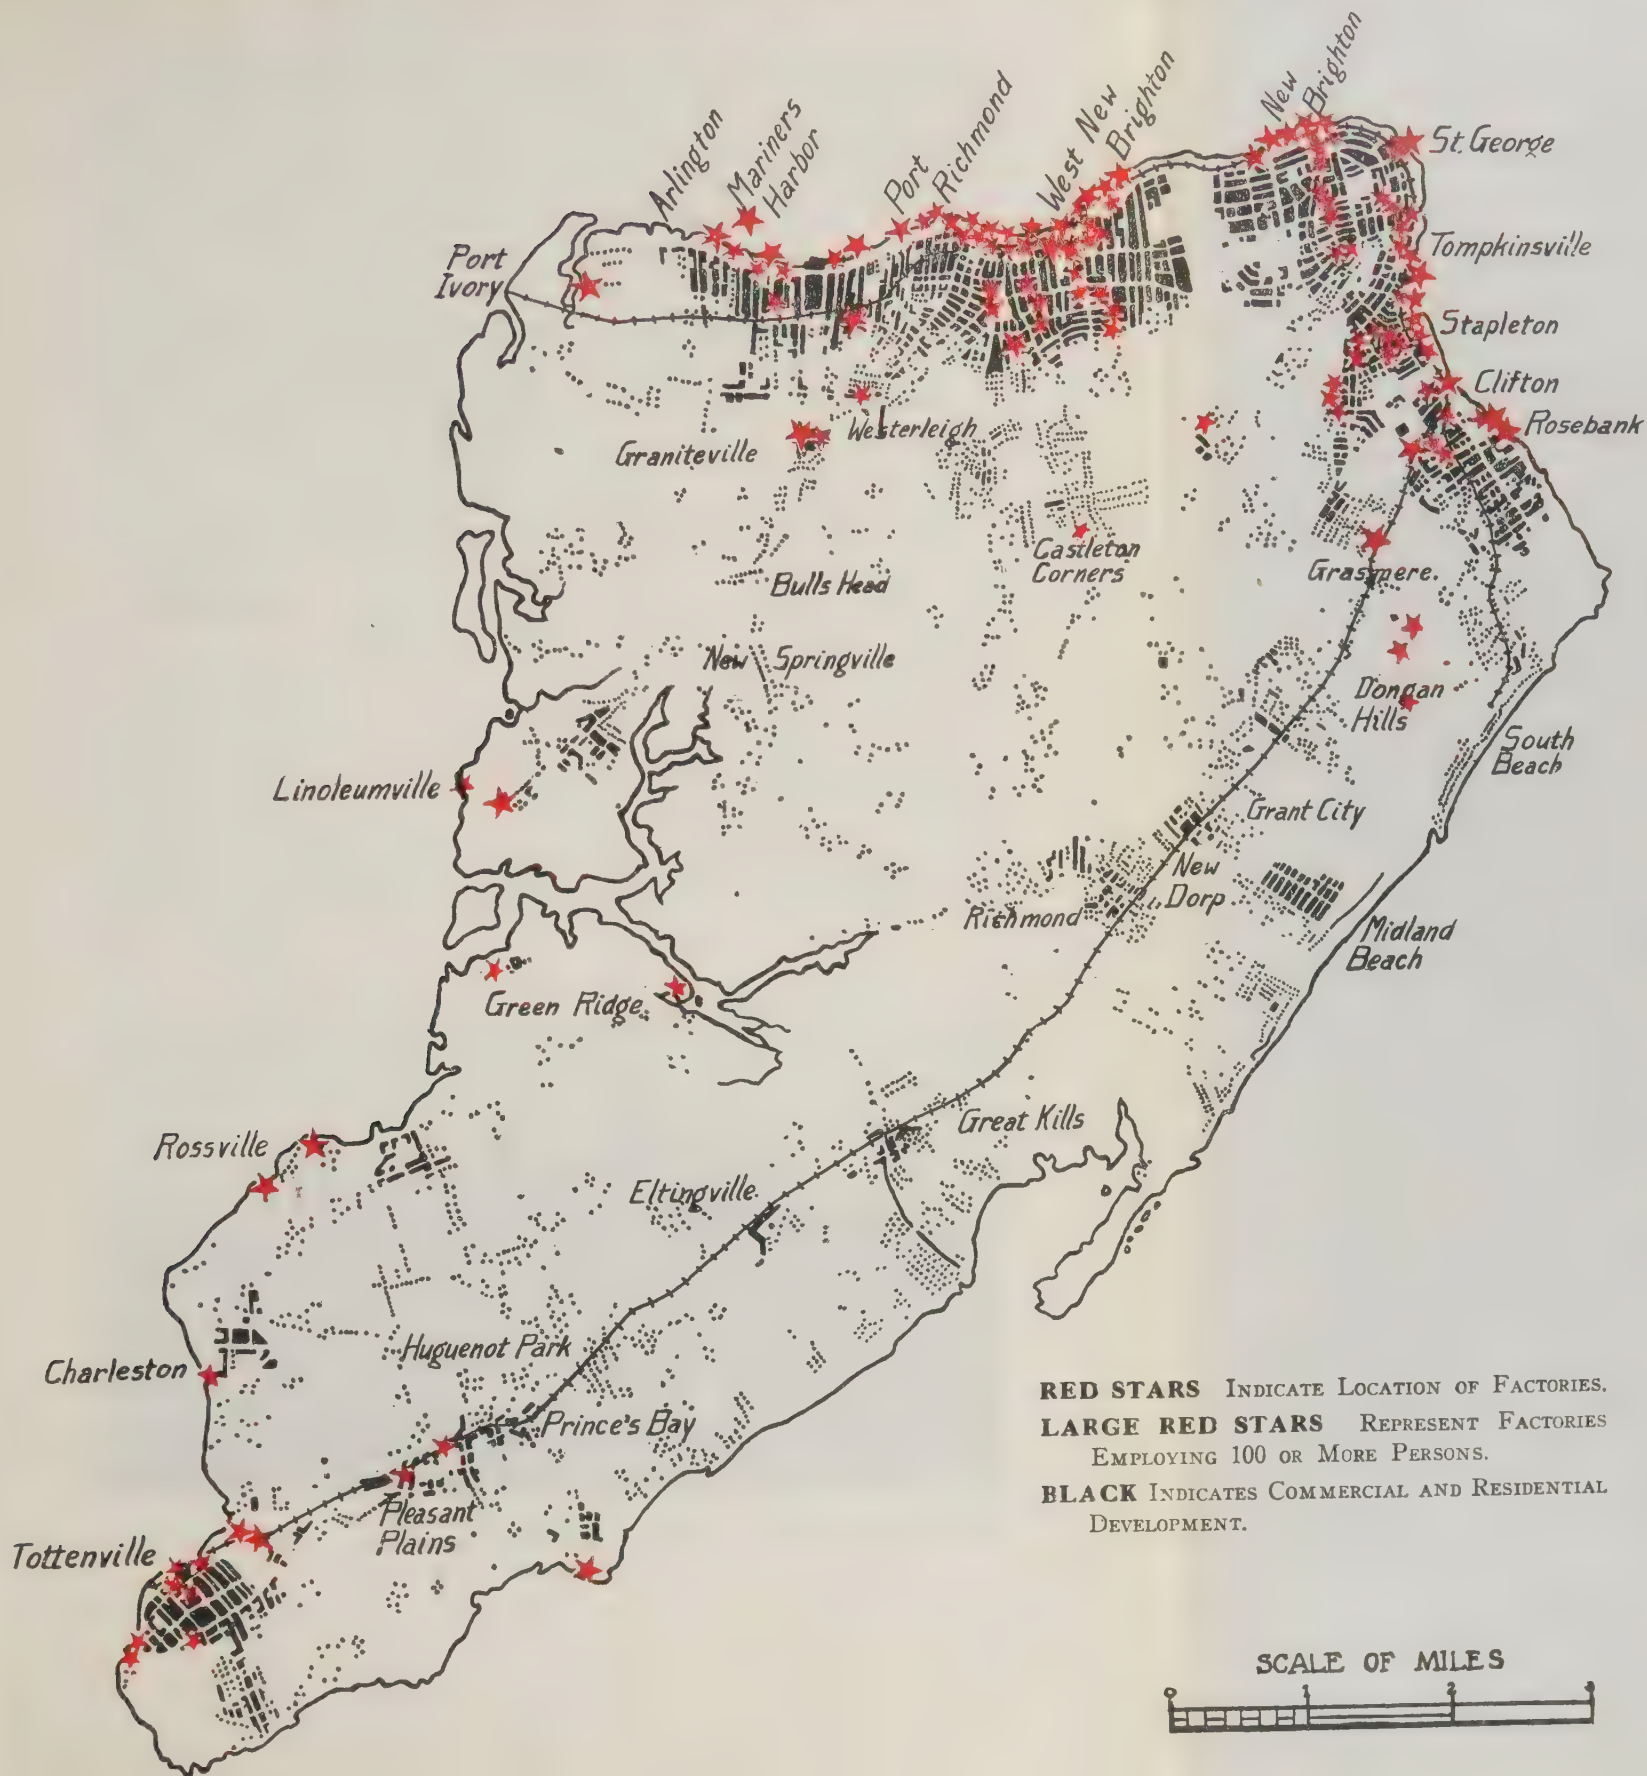 New
Brighton
St. George
West New
Brighton
Port
Richmond
Mariners
Harbor
Arlington
Port
Ivory
Tompkinsville
Stapleton
Clifton
Rosebank
Westerleigh
Graniteville
Castleton
Corners
Grasmere.
Bulls Head
New Springville
Dongan
Hills
South
Beach
Linoleumville
Grant City
New
Dorp
Richmond
Midland
Beach
Green Ridge
Great Kills
Rossville
Eltingville
Huguenot Park
Charleston
Prince's Bay
Pleasant
Plains
Tottenville
RED STARS INDICATE LOCATION OF FACTORIES.
LARGE RED STARS REPRESENT FACTORIES
EMPLOYING 100 OR MORE PERSONS.
BLACK INDICATES COMMERCIAL AND RESIDENTIAL
DEVELOPMENT.
SCALE OF MILES
0 1 2 3